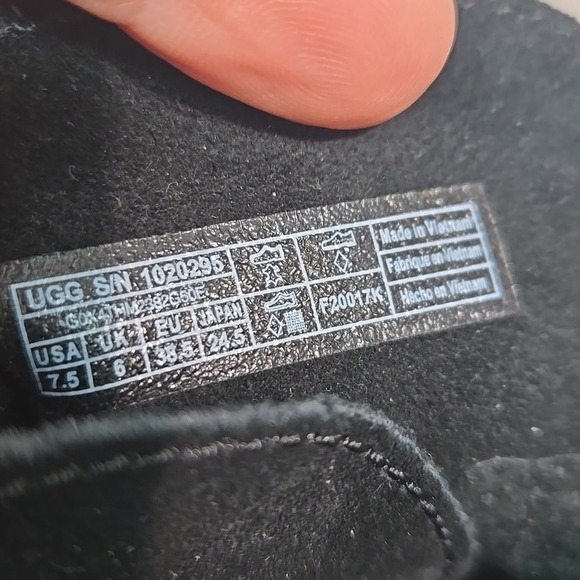 UGG S/N 1020295
USA UK EU JAPAN
7.5 6 38.5 24.5
F20017K
Made in Vietnam
Fabriqué en Vietnam
Hecho en Vietnam